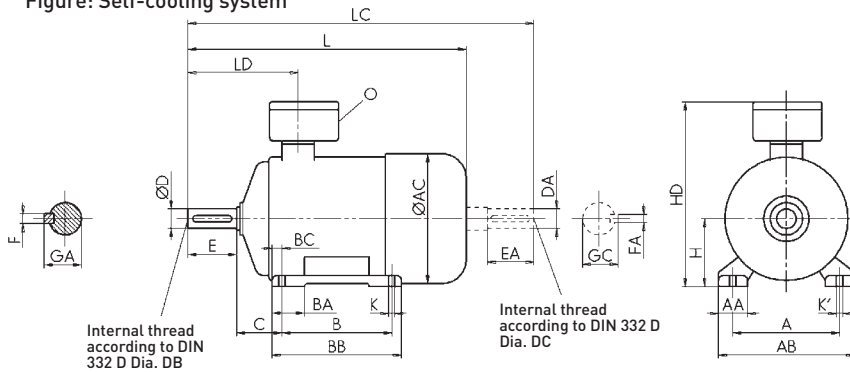 Figure: Self-cooling system
LC
L
LD
O
ØD
ØAC
DA
HD
F
GA
E
BC
EA
GC
FA
H
C
BA
B
K
BB
AA
K'
A
AB
Internal thread
according to DIN
332 D Dia. DB
Internal thread
according to DIN 332 D
Dia. DC